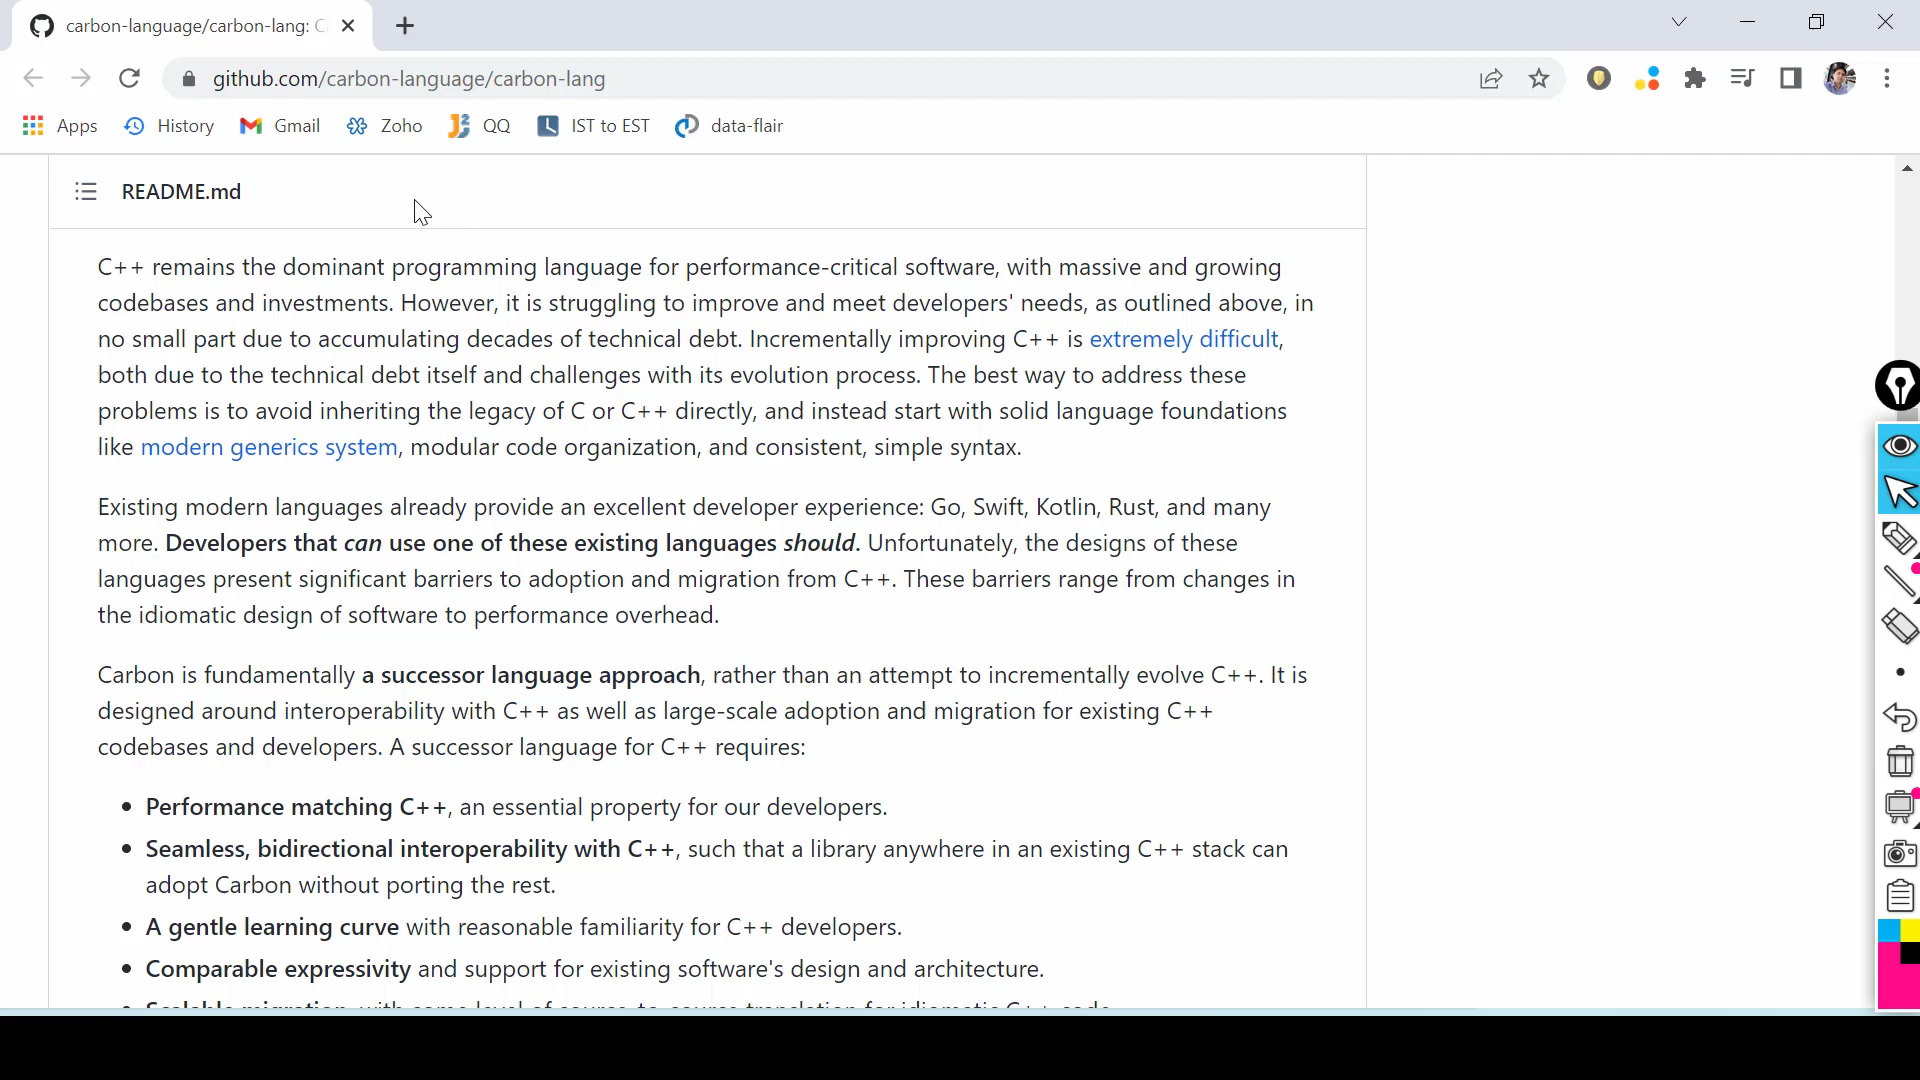 carbon-language/carbon-lang: C
github.com/carbon-language/carbon-lang
Apps History Gmail Zoho QQ IST to EST data-flair
README.md
C++ remains the dominant programming language for performance-critical software, with massive and growing
codebases and investments. However, it is struggling to improve and meet developers' needs, as outlined above, in
no small part due to accumulating decades of technical debt. Incrementally improving C++ is extremely difficult,
both due to the technical debt itself and challenges with its evolution process. The best way to address these
problems is to avoid inheriting the legacy of C or C++ directly, and instead start with solid language foundations
like modern generics system, modular code organization, and consistent, simple syntax.
Existing modern languages already provide an excellent developer experience: Go, Swift, Kotlin, Rust, and many
more. Developers that can use one of these existing languages should. Unfortunately, the designs of these
languages present significant barriers to adoption and migration from C++. These barriers range from changes in
the idiomatic design of software to performance overhead.
Carbon is fundamentally a successor language approach, rather than an attempt to incrementally evolve C++. It is
designed around interoperability with C++ as well as large-scale adoption and migration for existing C++
codebases and developers. A successor language for C++ requires:
• Performance matching C++, an essential property for our developers.
• Seamless, bidirectional interoperability with C++, such that a library anywhere in an existing C++ stack can
adopt Carbon without porting the rest.
• A gentle learning curve with reasonable familiarity for C++ developers.
• Comparable expressivity and support for existing software's design and architecture.
• Scalable migration, with some level of source-to-source translation for idiomatic C++ code.